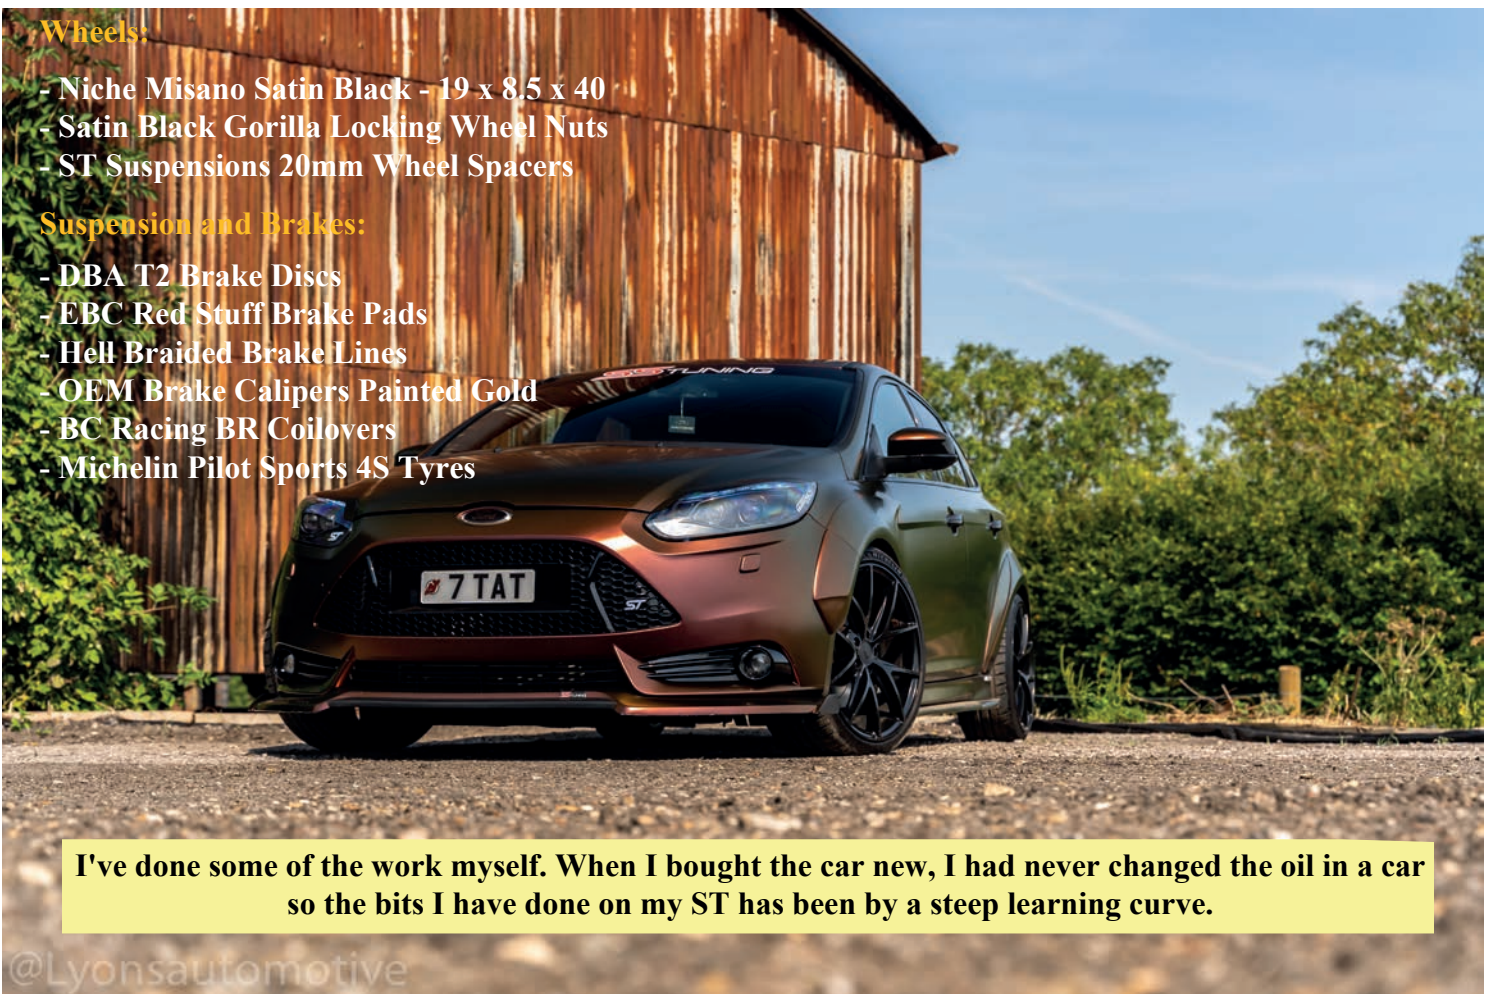 Wheels:
- Niche Misano Satin Black - 19 x 8.5 x 40
- Satin Black Gorilla Locking Wheel Nuts
- ST Suspensions 20mm Wheel Spacers
Suspension and Brakes:
- DBA T2 Brake Discs
- EBC Red Stuff Brake Pads
- Hell Braided Brake Lines
- OEM Brake Calipers Painted Gold
- BC Racing BR Coilovers
- Michelin Pilot Sports 4S Tyres
TUNING
ST
7 TAT
ST
I've done some of the work myself. When I bought the car new, I had never changed the oil in a car
so the bits I have done on my ST has been by a steep learning curve.
@Lyonsautomotive